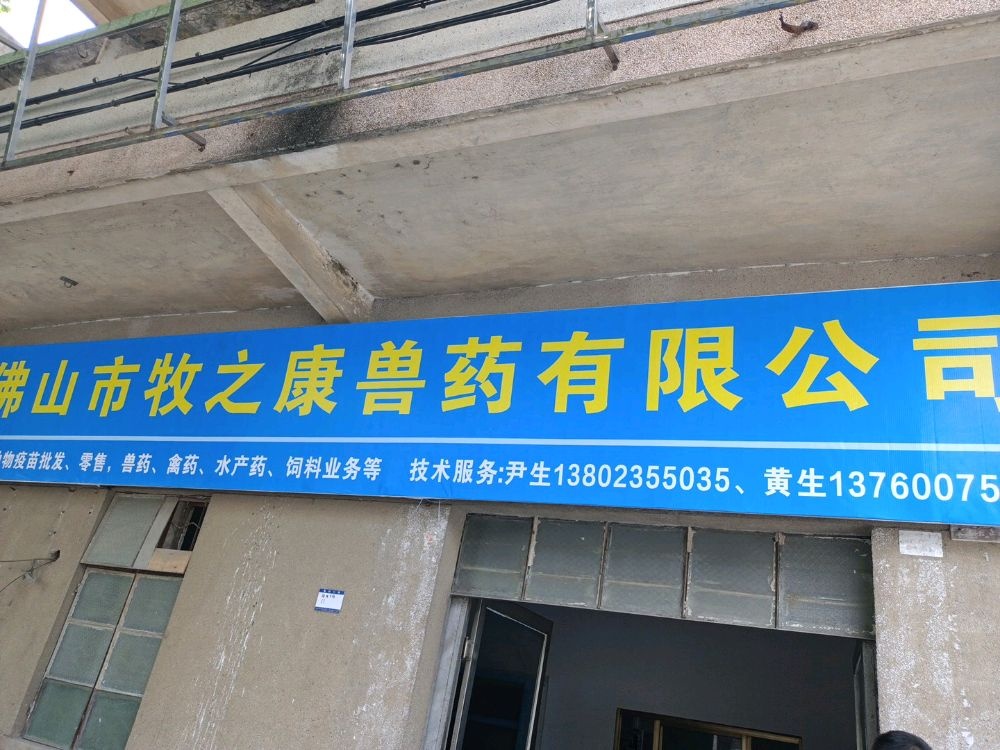 佛山市牧之康兽药有限公司
物疫苗批发、零售，兽药、禽药、水产药、饲料业务等 技术服务:尹生13802355035、黄生13760075